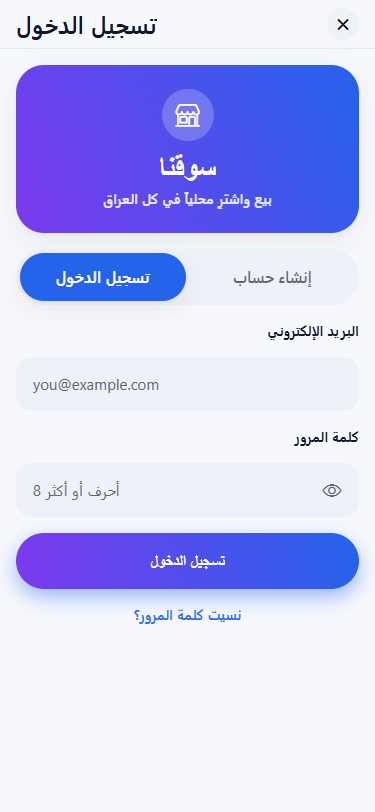 تسجيل الدخول
سوقنا
بيع واشترِ محلياً في كل العراق
تسجيل الدخول
إنشاء حساب
البريد الإلكتروني
you@example.com
كلمة المرور
8 أحرف أو أكثر
تسجيل الدخول
نسيت كلمة المرور؟